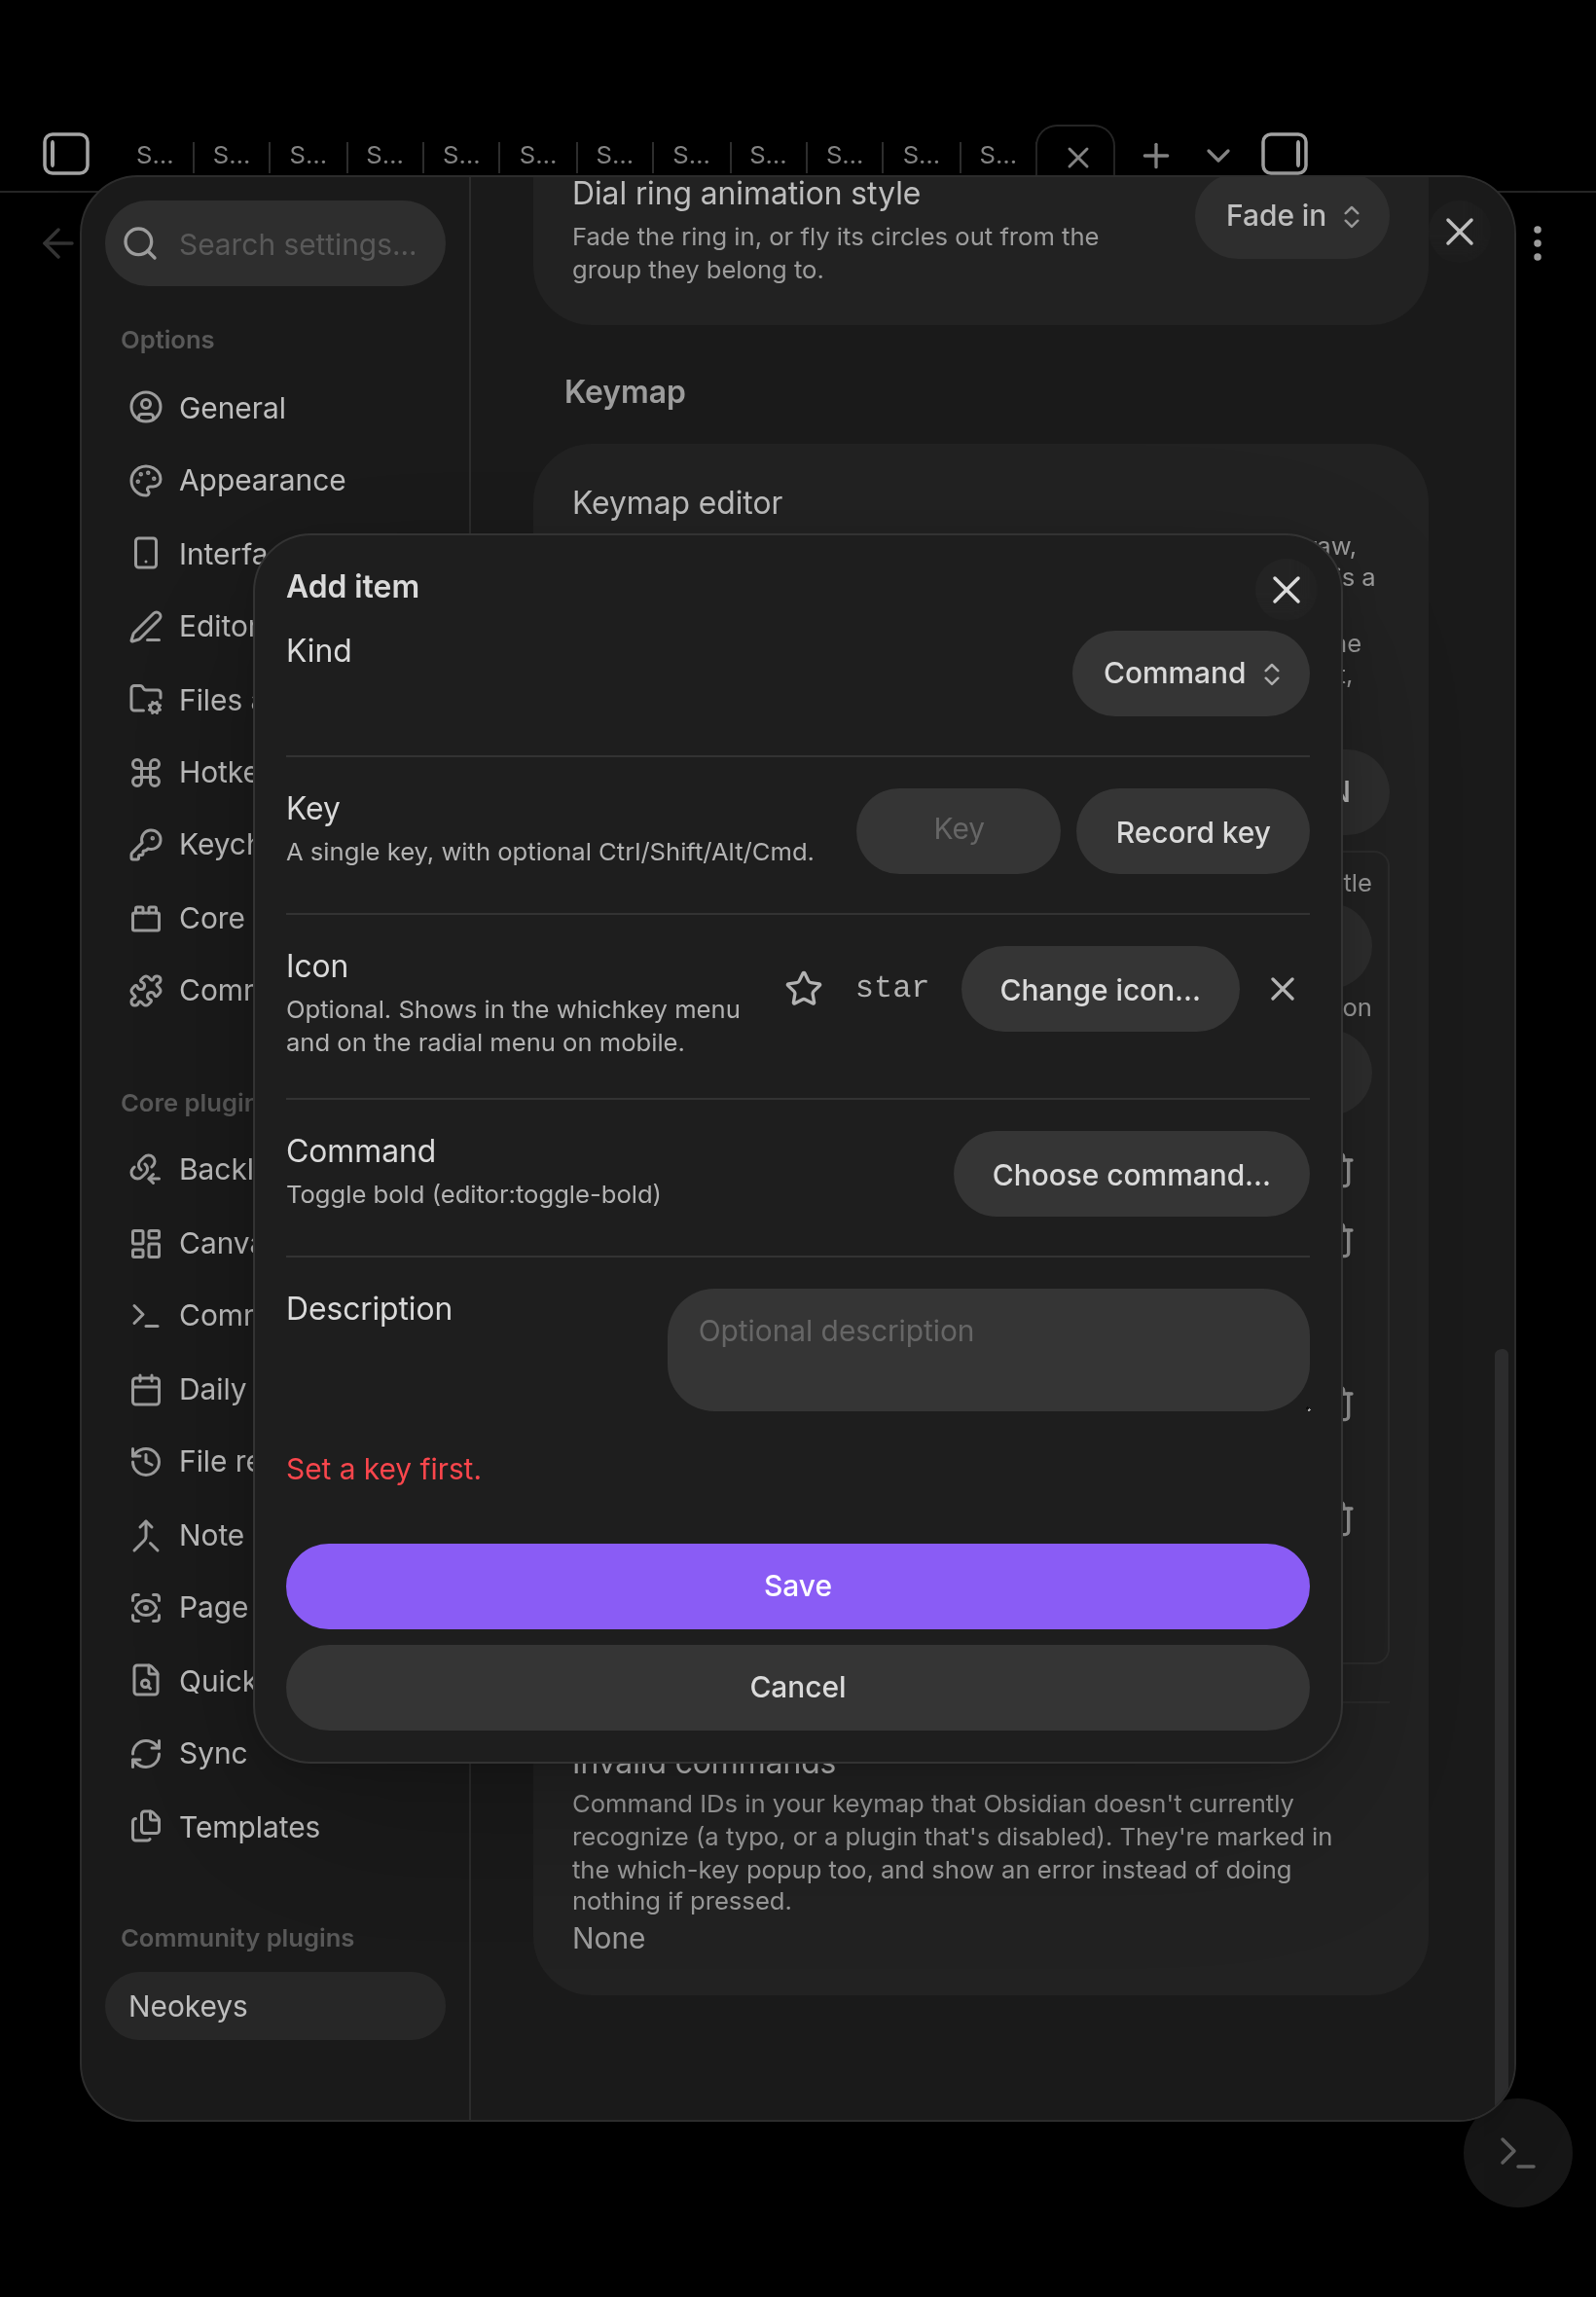 S... S... S... S... S... S... S... S... S... S... S... S...
Search settings...
Options
General
Appearance
Core
Daily
Note
Page
Quick
Sync
Templates
Community plugins
Neokeys
Dial ring animation style
Fade the ring in, or fly its circles out from the
group they belong to.
Fade in
Keymap
Keymap editor
Add item
Kind
Command
Key
A single key, with optional Ctrl/Shift/Alt/Cmd.
Key
Record key
Icon
Optional. Shows in the whichkey menu
and on the radial menu on mobile.
star
Change icon...
Command
Toggle bold (editor:toggle-bold)
Choose command...
Description
Optional description
Set a key first.
Save
Cancel
Invalid commands
Command IDs in your keymap that Obsidian doesn't currently
recognize (a typo, or a plugin that's disabled). They're marked in
the which-key popup too, and show an error instead of doing
nothing if pressed.
None